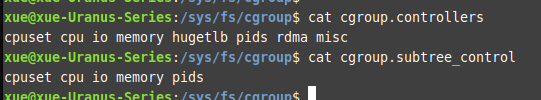 xue@xue-Uranus-Series:/sys/fs/cgroup$ cat cgroup.controllers
cpuset cpu io memory hugetlb pids rdma misc
xue@xue-Uranus-Series:/sys/fs/cgroup$ cat cgroup.subtree_control
cpuset cpu io memory pids
xue@xue-Uranus-Series:/sys/fs/cgroup$